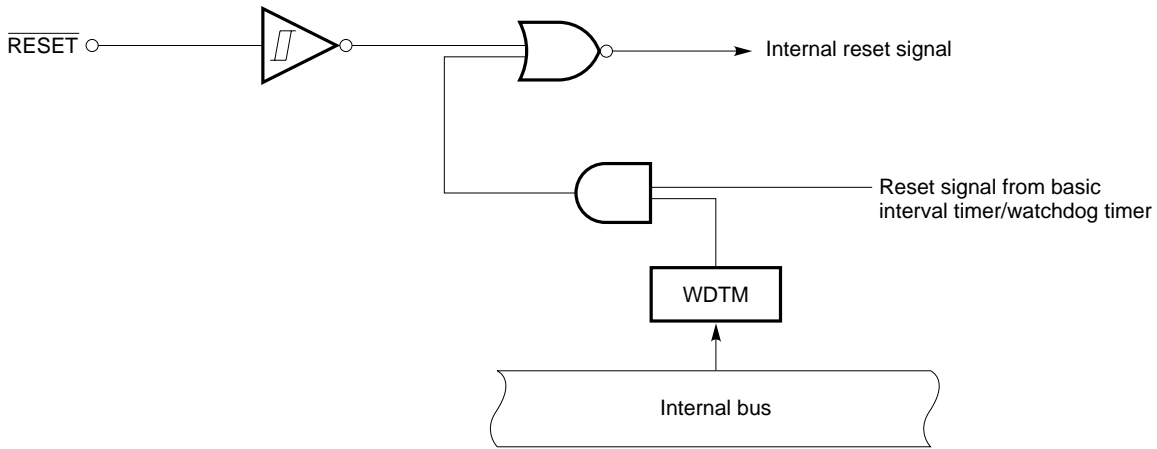 RESET
Internal reset signal
Reset signal from basic
interval timer/watchdog timer
WDTM
Internal bus